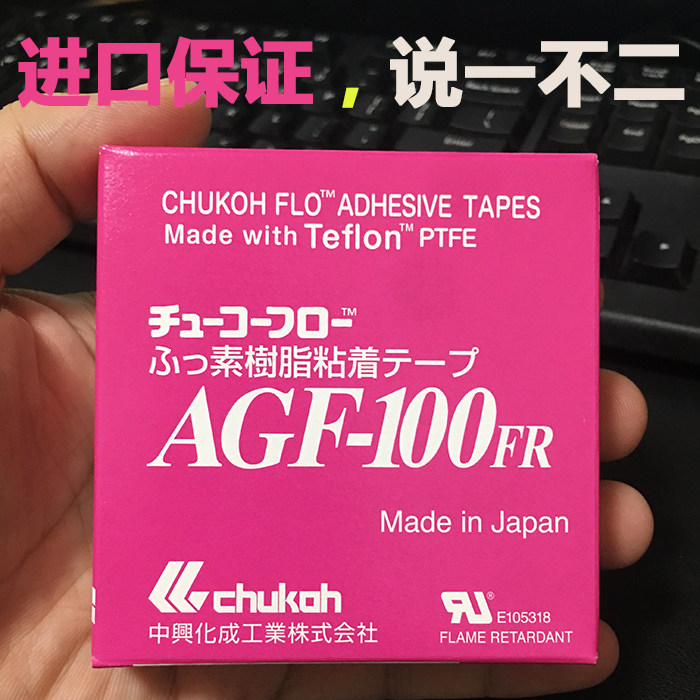 进口保证，说一不二
CHUKOH FLO™ ADHESIVE TAPES
Made with Teflon™ PTFE
チューコーフロー™
ふっ素樹脂粘着テープ
AGF-100FR
Made in Japan
chukoh
中興化成工業株式会社
E105318
FLAME RETARDANT